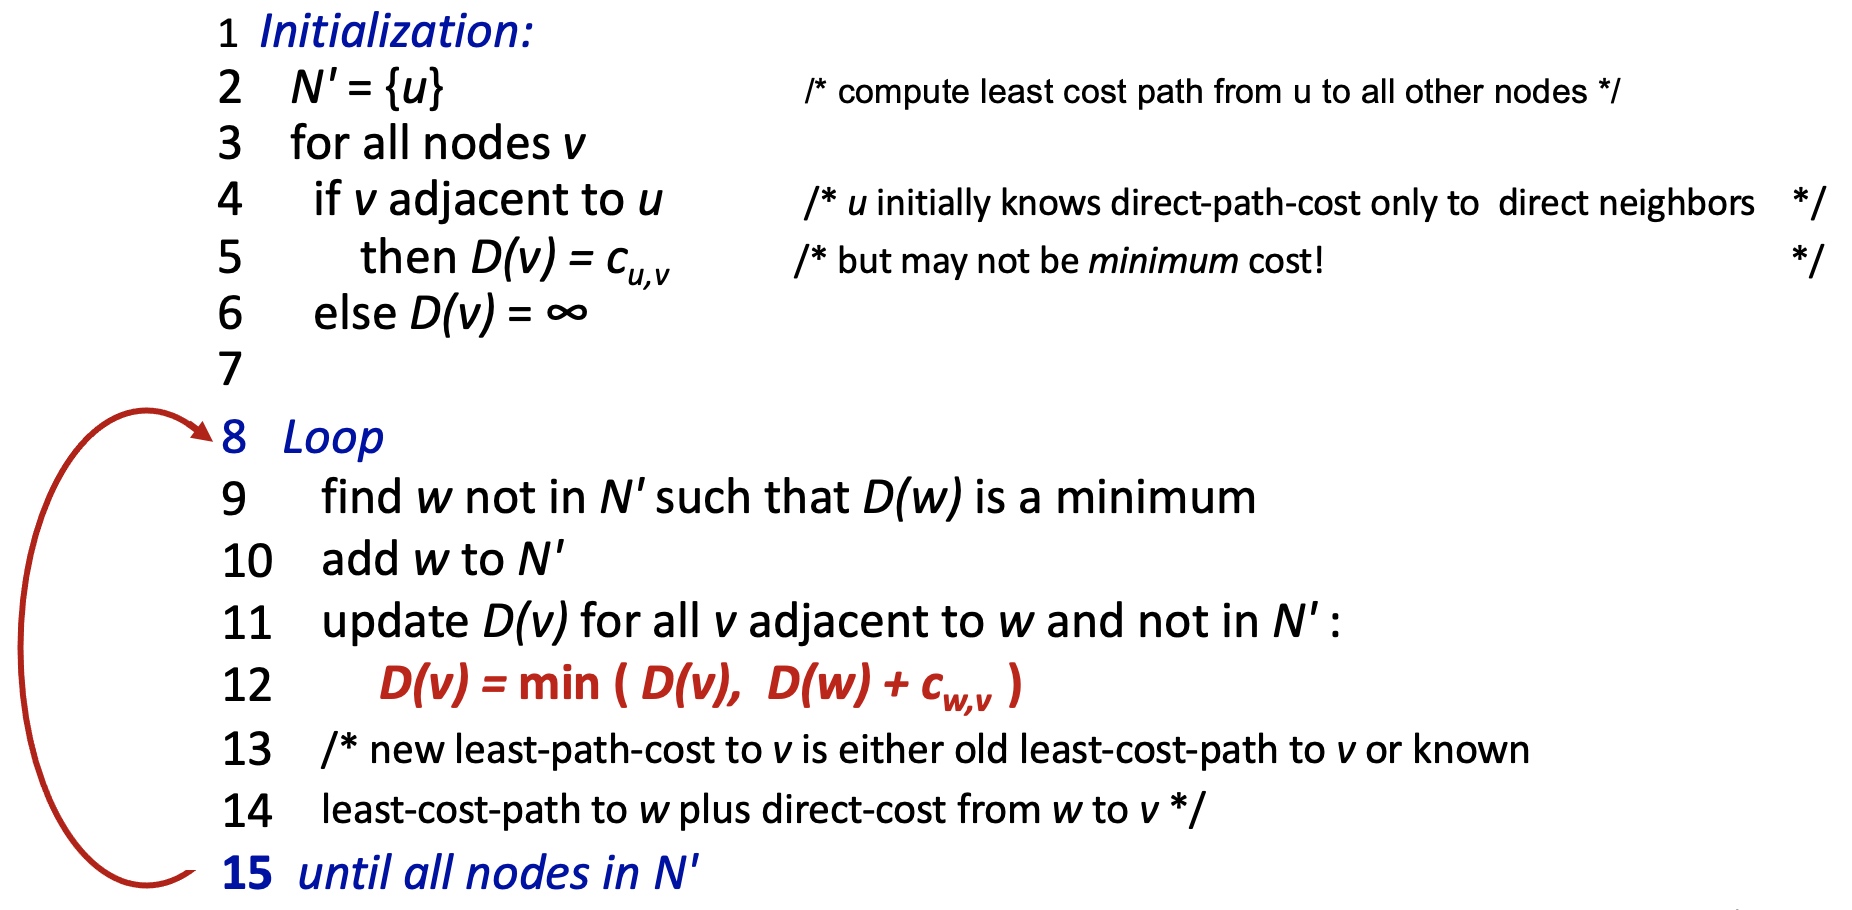 1 Initialization:
2 N' = {u} /* compute least cost path from u to all other nodes */
3 for all nodes v
4 if v adjacent to u /* u initially knows direct-path-cost only to direct neighbors */
5 then D(v) = cu,v /* but may not be minimum cost! */
6 else D(v) = ∞
7
8 Loop
9 find w not in N' such that D(w) is a minimum
10 add w to N'
11 update D(v) for all v adjacent to w and not in N' :
12 D(v) = min ( D(v), D(w) + cw,v )
13 /* new least-path-cost to v is either old least-cost-path to v or known
14 least-cost-path to w plus direct-cost from w to v */
15 until all nodes in N'